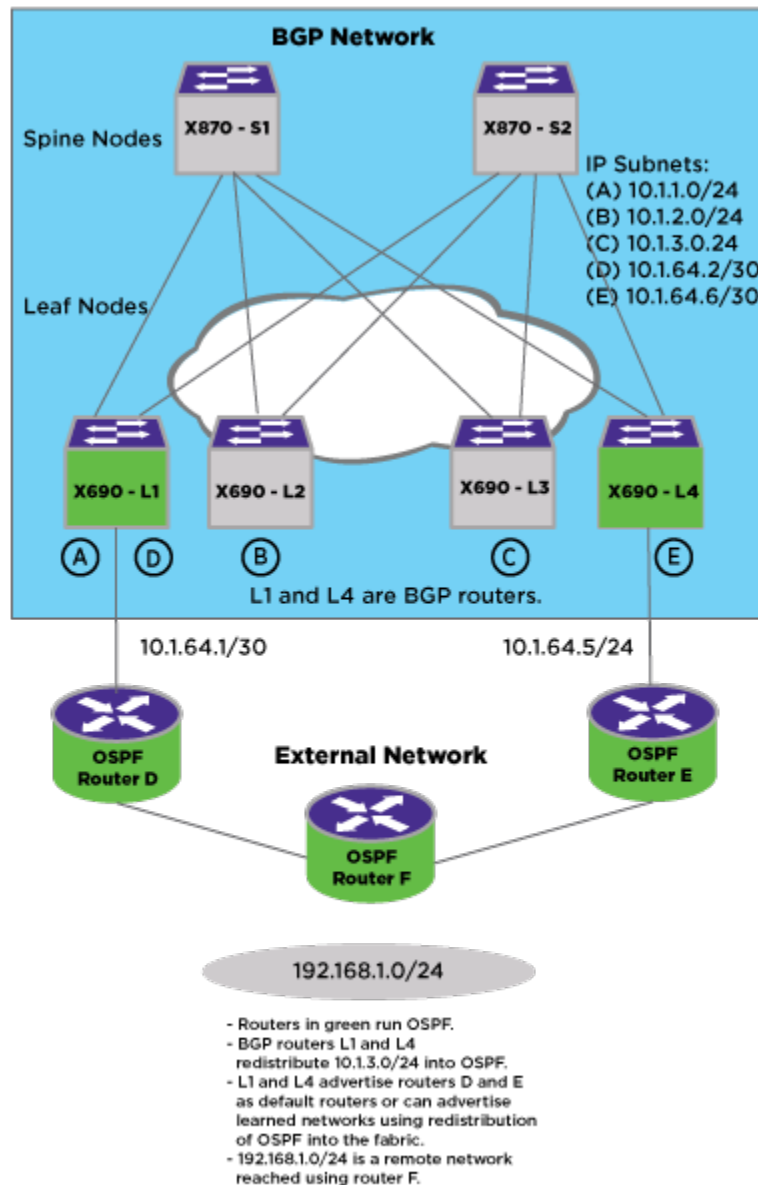 BGP Network
X870 - S1
X870 - S2
Spine Nodes
IP Subnets:
(A) 10.1.1.0/24
(B) 10.1.2.0/24
(C) 10.1.3.0.24
(D) 10.1.64.2/30
(E) 10.1.64.6/30
Leaf Nodes
X690 - L1
X690 - L2
X690 - L3
X690 - L4
A
D
B
C
E
L1 and L4 are BGP routers.
10.1.64.1/30
10.1.64.5/24
OSPF
Router D
External Network
OSPF
Router E
OSPF
Router F
192.168.1.0/24
- Routers in green run OSPF.
- BGP routers L1 and L4
redistribute 10.1.3.0/24 into OSPF.
- L1 and L4 advertise routers D and E
as default routers or can advertise
learned networks using redistribution
of OSPF into the fabric.
- 192.168.1.0/24 is a remote network
reached using router F.